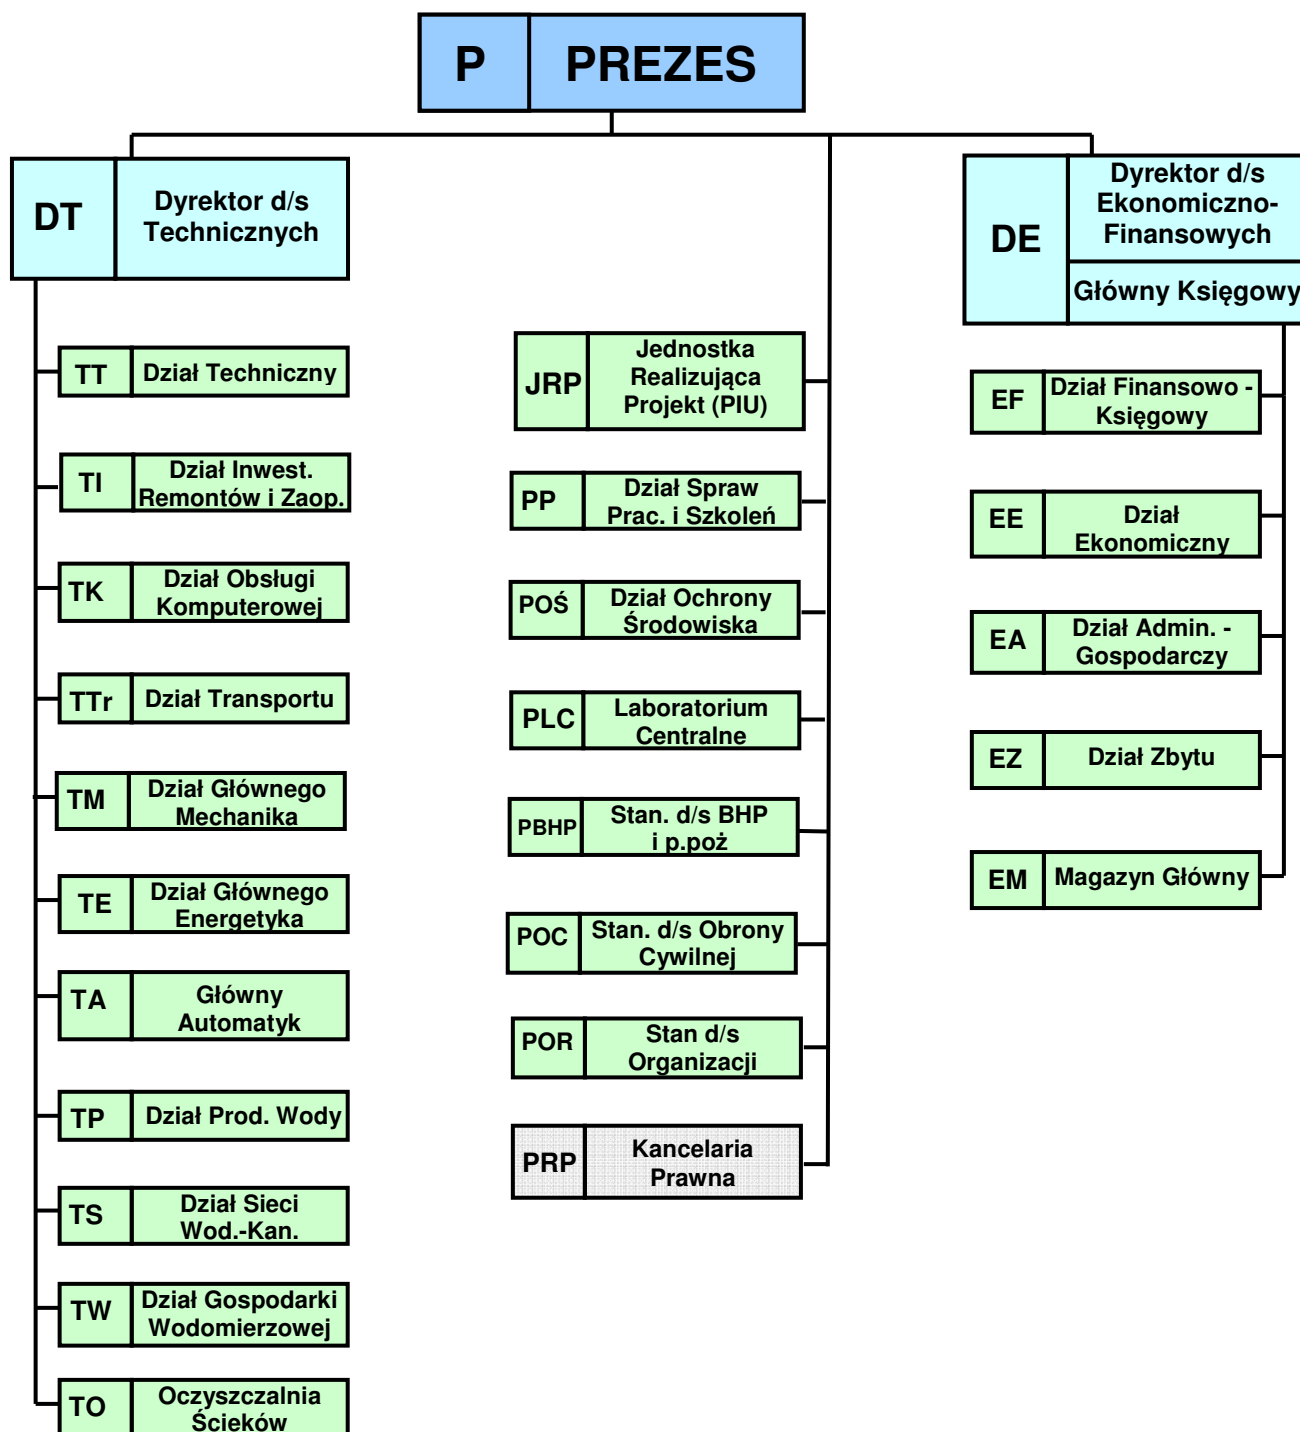 P PREZES
DT
Dyrektor d/s
Technicznych
TT Dział Techniczny
TI
Dział Inwest.
Remontów i Zaop.
TK
Dział Obsługi
Komputerowej
TTr Dział Transportu
TM
Dział Głównego
Mechanika
TE
Dział Głównego
Energetyka
TA
Główny
Automatyk
TP Dział Prod. Wody
TS
Dział Sieci
Wod.-Kan.
TW
Dział Gospodarki
Wodomierzowej
TO
Oczyszczalnia
Ścieków
JRP
Jednostka
Realizująca
Projekt (PIU)
PP
Dział Spraw
Prac. i Szkoleń
POŚ
Dział Ochrony
Środowiska
PLC
Laboratorium
Centralne
PBHP
Stan. d/s BHP
i p.poż
POC
Stan. d/s Obrony
Cywilnej
POR
Stan d/s
Organizacji
PRP
Kancelaria
Prawna
DE
Dyrektor d/s
Ekonomiczno-
Finansowych
Główny Księgowy
EF
Dział Finansowo -
Księgowy
EE
Dział
Ekonomiczny
EA
Dział Admin. -
Gospodarczy
EZ Dział Zbytu
EM Magazyn Główny